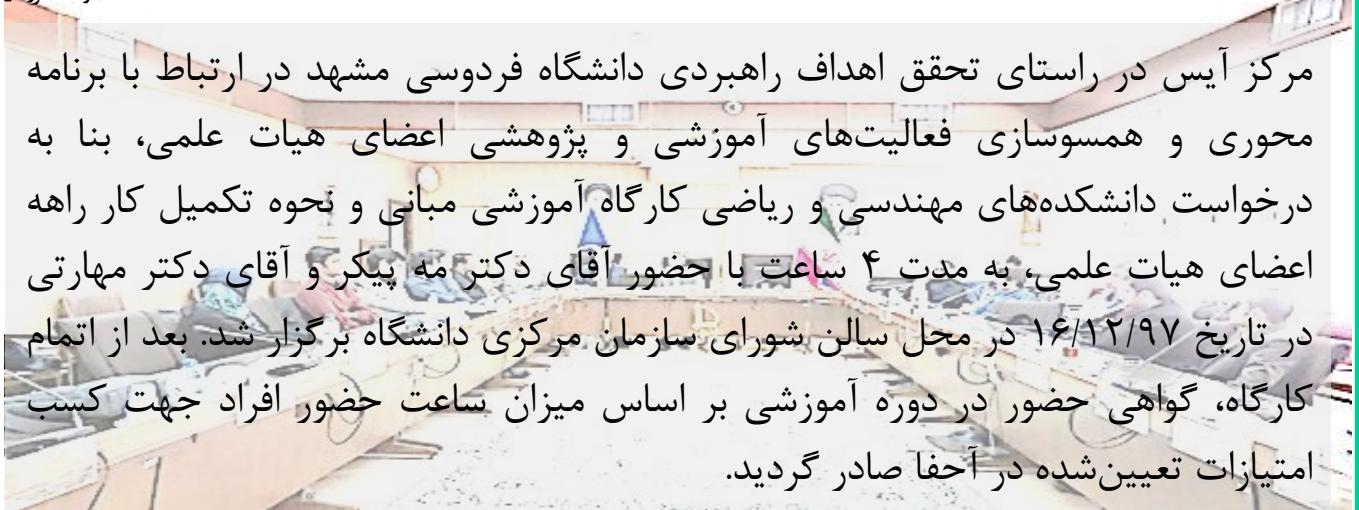 مرکز آیس در راستای تحقق اهداف راهبردی دانشگاه فردوسی مشهد در ارتباط با برنامه
محوری و همسوسازی فعالیت‌های آموزشی و پژوهشی اعضای هیات علمی، بنا به
درخواست دانشکده‌های مهندسی و ریاضی کارگاه آموزشی مبانی و نحوه تکمیل کار راهه
اعضای هیات علمی، به مدت ۴ ساعت با حضور آقای دکتر مه پیکر و آقای دکتر مهارتی
در تاریخ ۱۶/۱۲/۹۷ در محل سالن شورای سازمان مرکزی دانشگاه برگزار شد. بعد از اتمام
کارگاه، گواهی حضور در دوره آموزشی بر اساس میزان ساعت حضور افراد جهت کسب
امتیازات تعیین‌شده در آحفا صادر گردید.